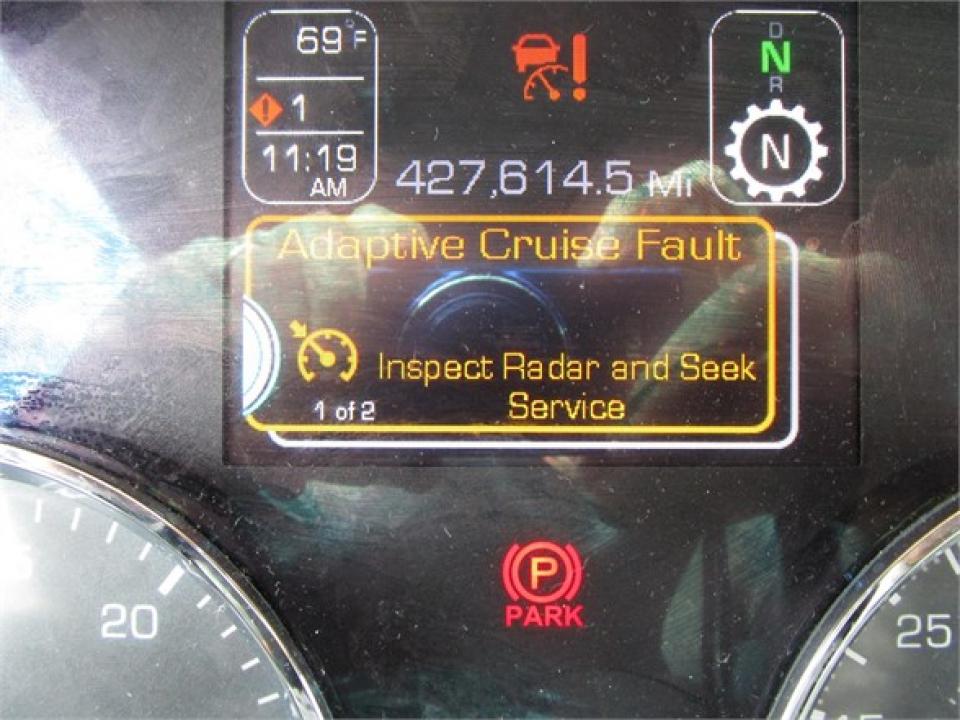 69°F
1
11:19
AM
427,614.5 Mi
D
N
R
N
Adaptive Cruise Fault
Inspect Radar and Seek
Service
1 of 2
P
PARK
20
25